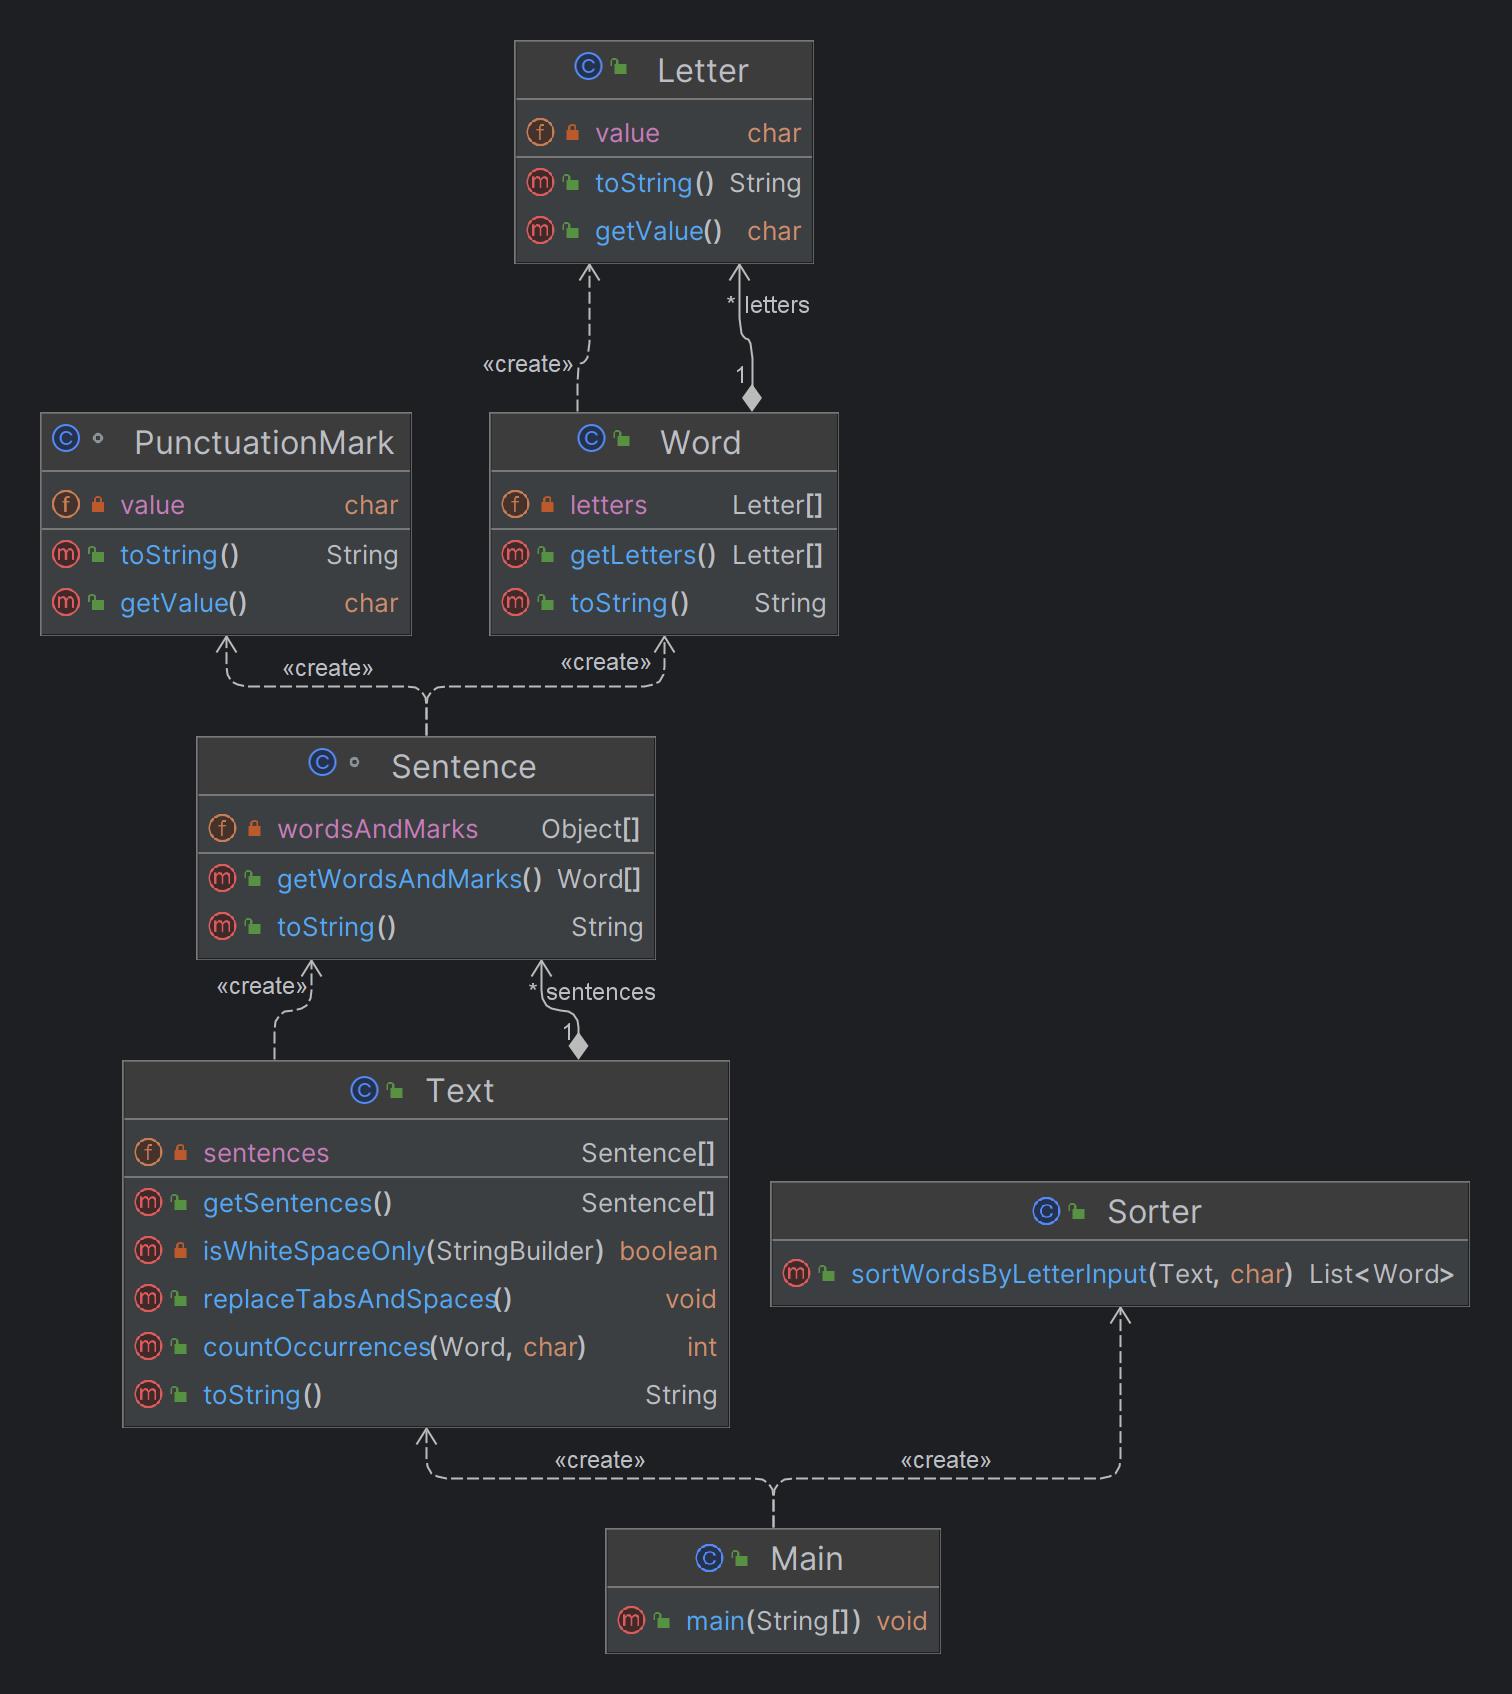 Letter
value char
toString() String
getValue() char
* letters
«create»
1
PunctuationMark
value char
toString() String
getValue() char
Word
letters Letter[]
getLetters() Letter[]
toString() String
«create» «create»
Sentence
wordsAndMarks Object[]
getWordsAndMarks() Word[]
toString() String
«create» * sentences
1
Text
sentences Sentence[]
getSentences() Sentence[]
isWhiteSpaceOnly(StringBuilder) boolean
replaceTabsAndSpaces() void
countOccurrences(Word, char) int
toString() String
Sorter
sortWordsByLetterInput(Text, char) List<Word>
«create» «create»
Main
main(String[]) void